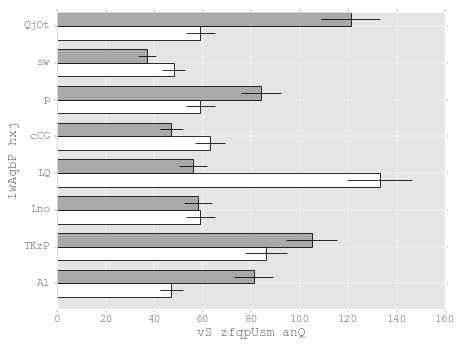 QjOt
sw
p
cCG
LQ
Lno
TKzP
Al
0 20 40 60 80 100 120 140 160
vS zfqpUsm anQ
lwAqbP hxj